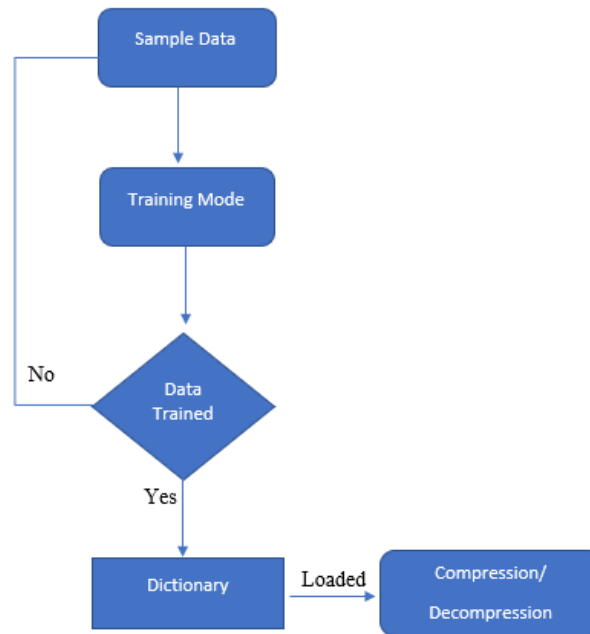 Sample Data
Training Mode
Data
Trained
No
Yes
Dictionary
Loaded
Compression/
Decompression